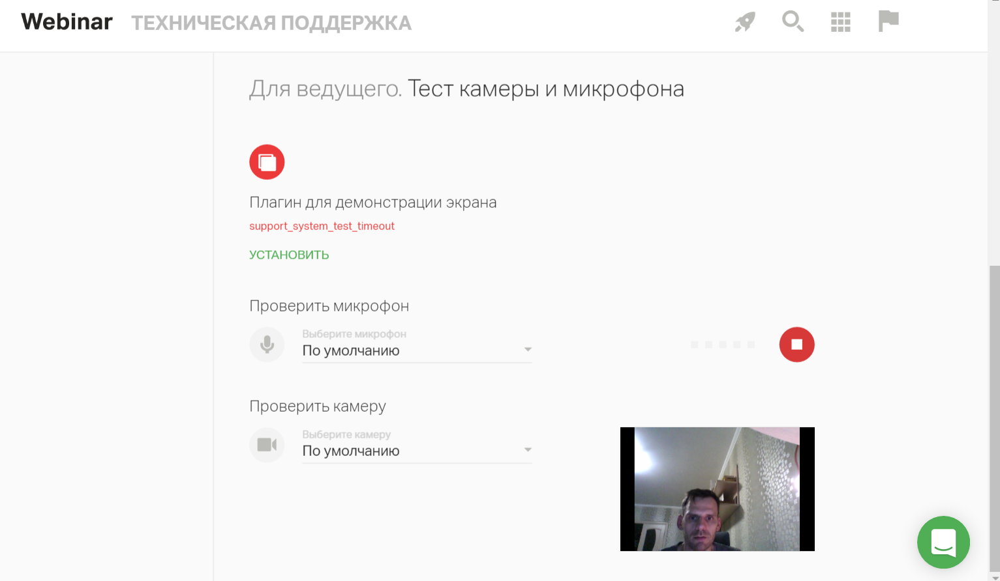 Webinar ТЕХНИЧЕСКАЯ ПОДДЕРЖКА
Для ведущего. Тест камеры и микрофона
Плагин для демонстрации экрана
support_system_test_timeout
УСТАНОВИТЬ
Проверить микрофон
Выберите микрофон
По умолчанию
Проверить камеру
Выберите камеру
По умолчанию